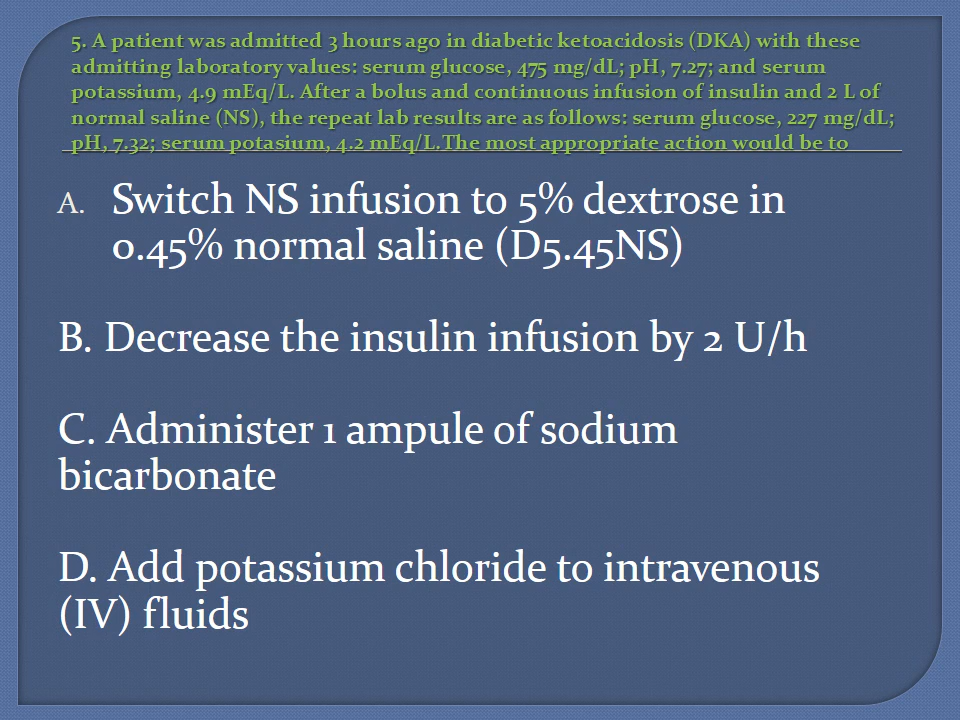 5. A patient was admitted 3 hours ago in diabetic ketoacidosis (DKA) with these
admitting laboratory values: serum glucose, 475 mg/dL; pH, 7.27; and serum
potassium, 4.9 mEq/L. After a bolus and continuous infusion of insulin and 2 L of
normal saline (NS), the repeat lab results are as follows: serum glucose, 227 mg/dL;
pH, 7.32; serum potasium, 4.2 mEq/L.The most appropriate action would be to
A. Switch NS infusion to 5% dextrose in
0.45% normal saline (D5.45NS)
B. Decrease the insulin infusion by 2 U/h
C. Administer 1 ampule of sodium
bicarbonate
D. Add potassium chloride to intravenous
(IV) fluids